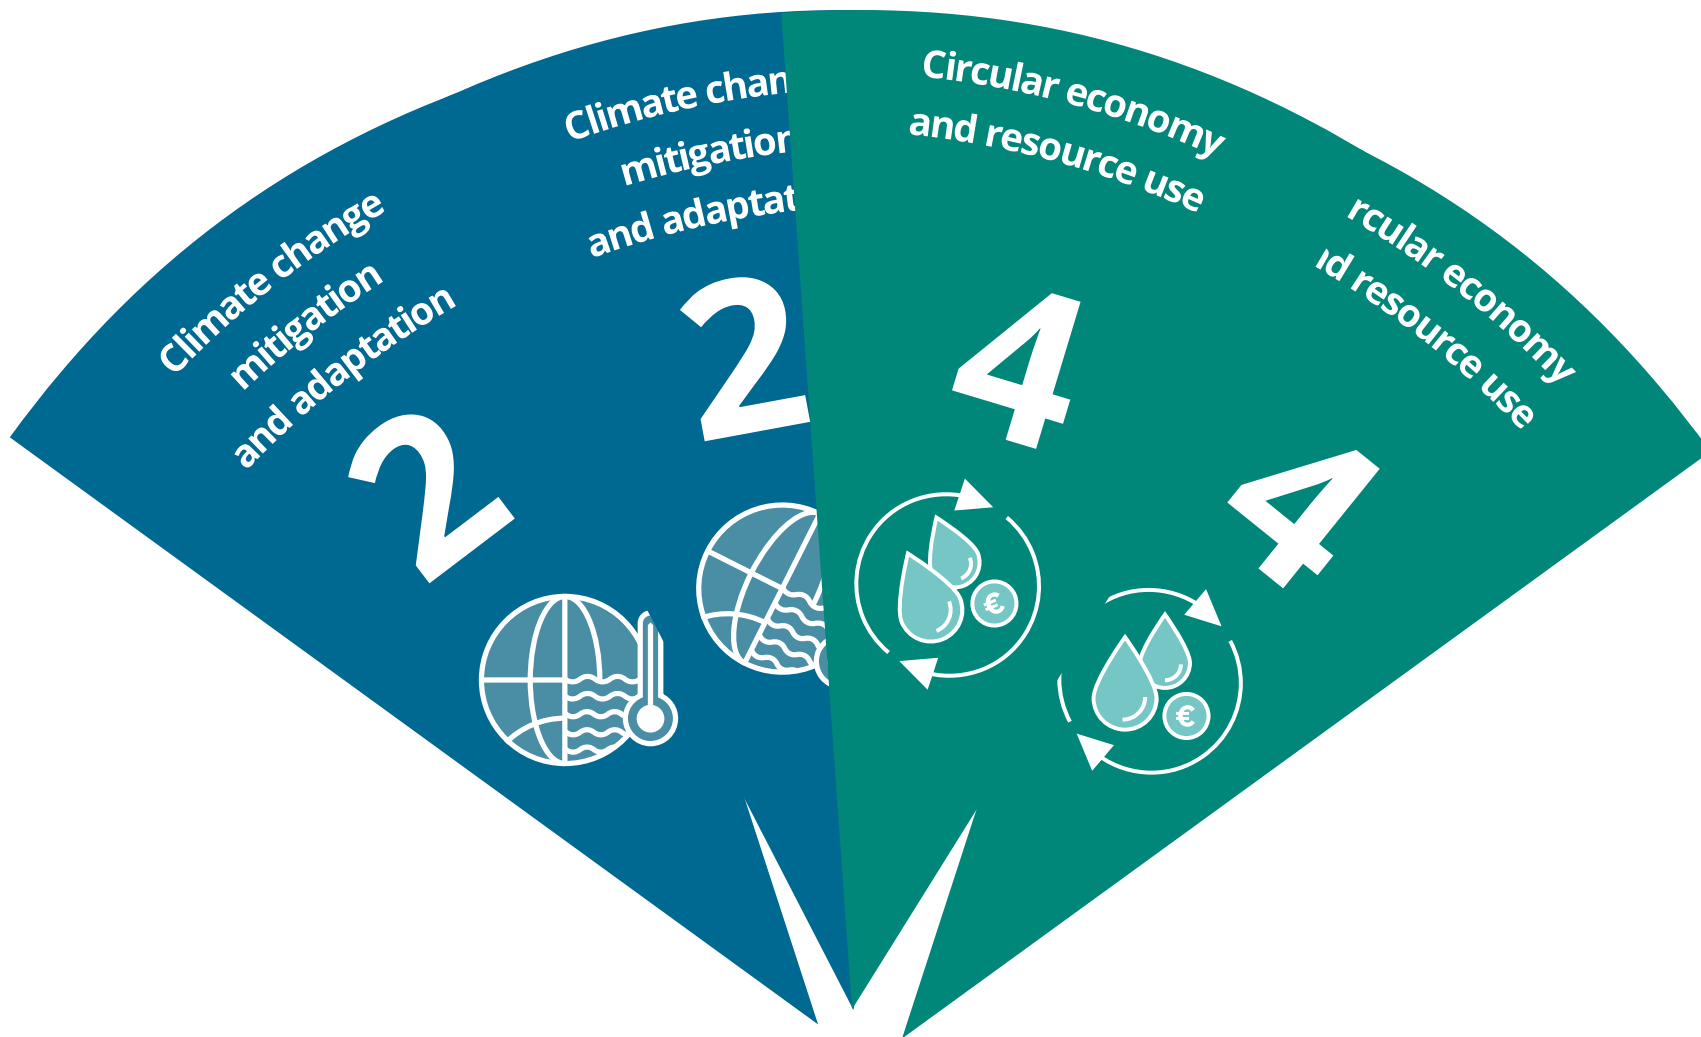 Climate change
mitigation
and adaptation
2
Climate chan
mitigation
and adaptat
2
Circular economy
and resource use
4
€
rcular economy
nd resource use
4
€